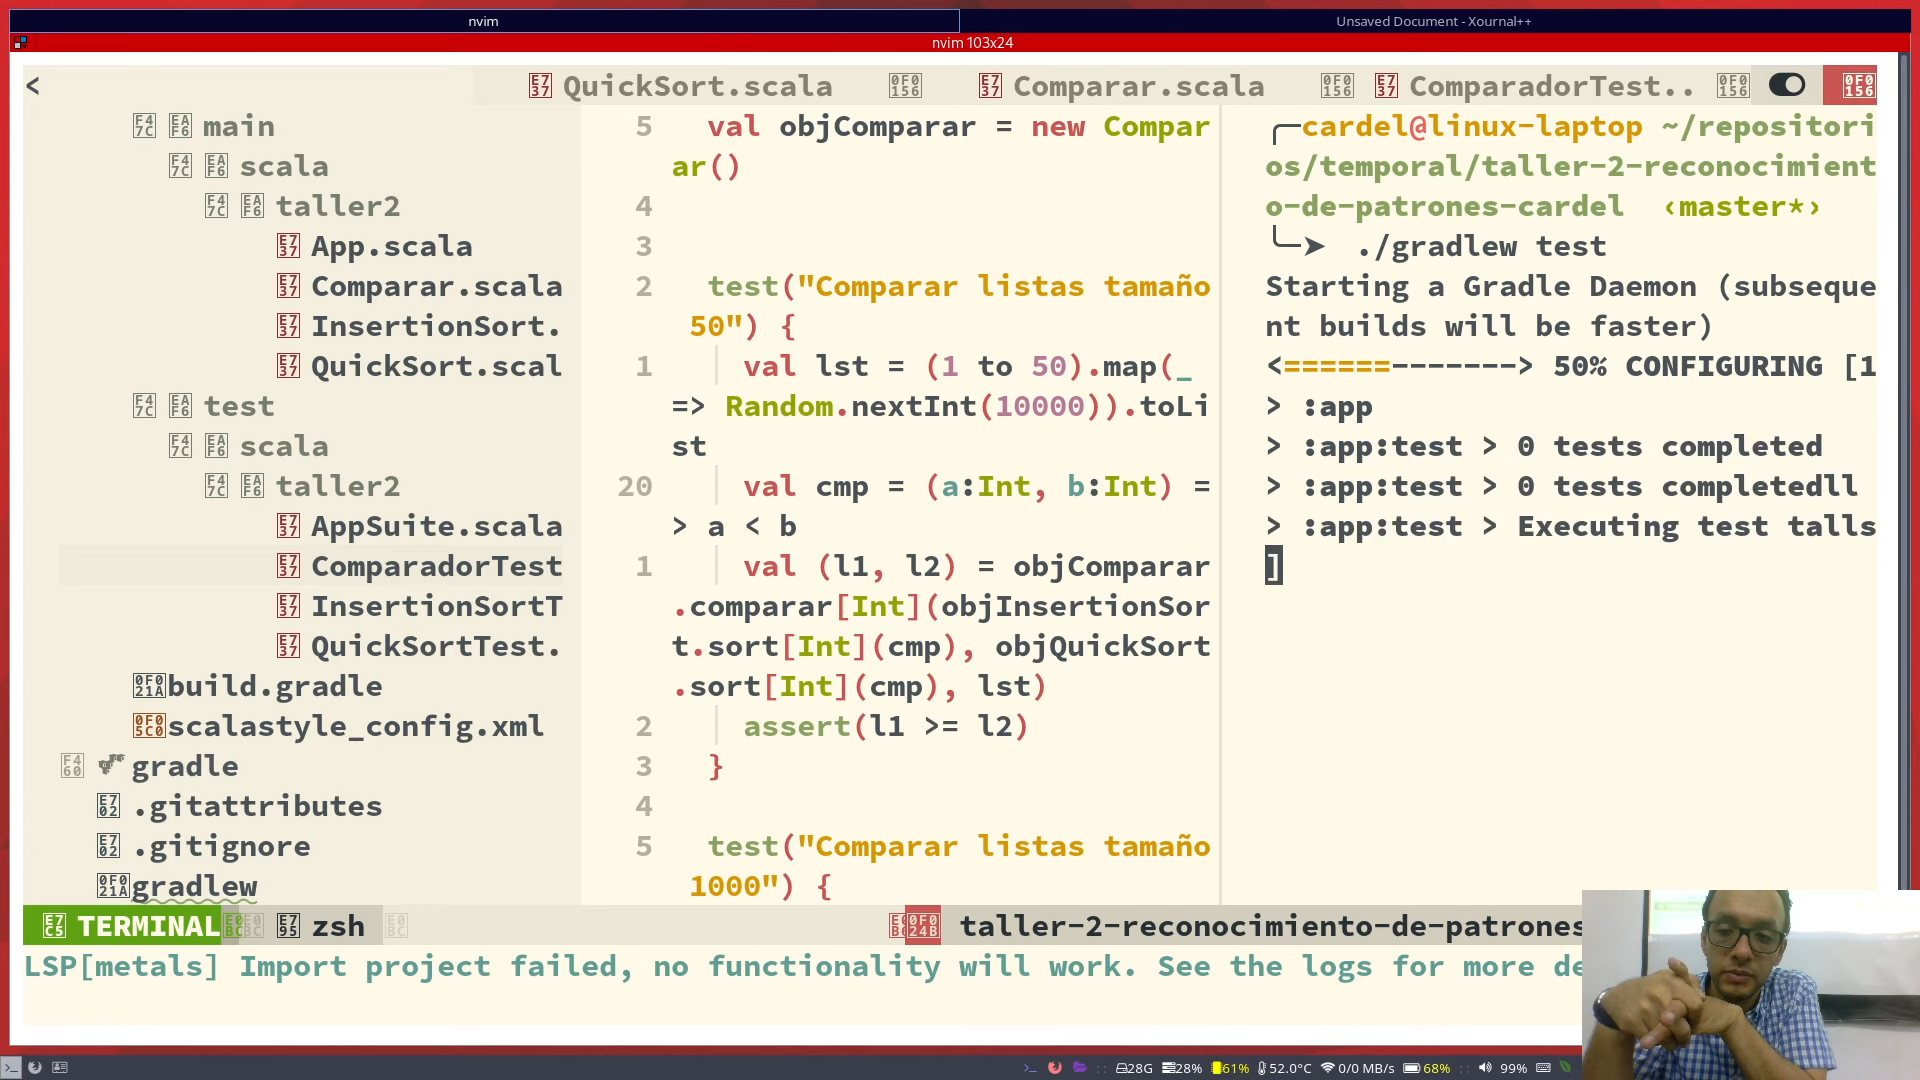 nvim
Unsaved Document - Xournal++
nvim 103x24
<
QuickSort.scala
Comparar.scala
ComparadorTest..
main
scala
taller2
App.scala
Comparar.scala
InsertionSort.
QuickSort.scal
test
scala
taller2
AppSuite.scala
ComparadorTest
InsertionSortT
QuickSortTest.
build.gradle
scalastyle_config.xml
gradle
.gitattributes
.gitignore
gradlew
5 val objComparar = new Compar
ar()
4
3
2 test("Comparar listas tamaño
50") {
1 val lst = (1 to 50).map(_
=> Random.nextInt(10000)).toLi
st
20 val cmp = (a:Int, b:Int) =
> a < b
1 val (l1, l2) = objComparar
.comparar[Int](objInsertionSor
t.sort[Int](cmp), objQuickSort
.sort[Int](cmp), lst)
2 assert(l1 >= l2)
3 }
4
5 test("Comparar listas tamaño
1000") {
╭─cardel@linux-laptop ~/repositori
os/temporal/taller-2-reconocimient
o-de-patrones-cardel ‹master*›
╰─➤ ./gradlew test
Starting a Gradle Daemon (subseque
nt builds will be faster)
<======-------> 50% CONFIGURING [1
> :app
> :app:test > 0 tests completed
> :app:test > 0 tests completedll
> :app:test > Executing test talls
]
TERMINAL zsh taller-2-reconocimiento-de-patrones
LSP[metals] Import project failed, no functionality will work. See the logs for more de
28G 28% 61% 52.0°C 0/0 MB/s 68% 99%